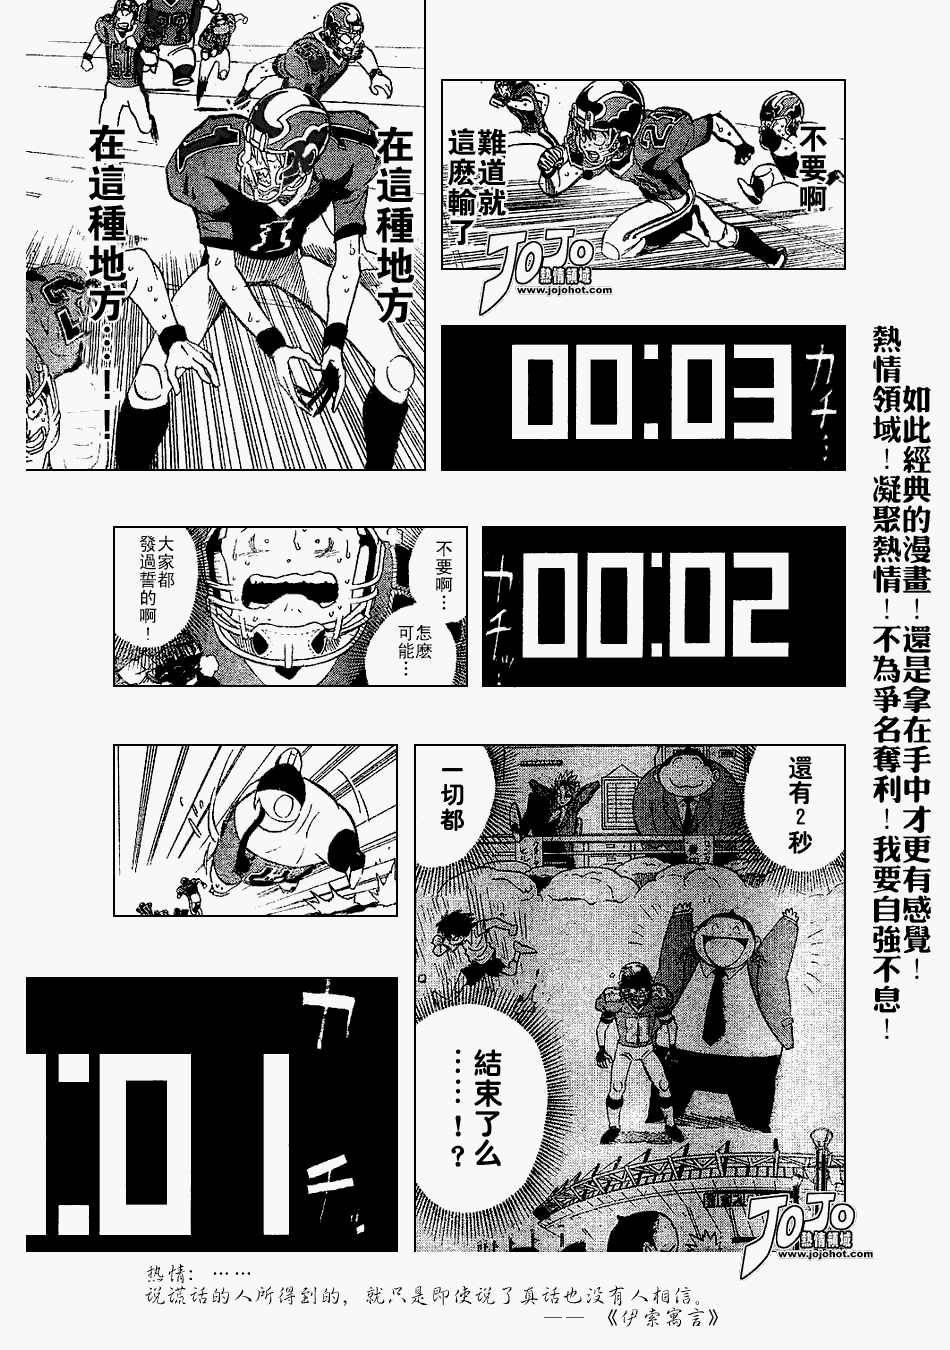 不要啊
難道就
這麽輸了
JOJO
熱情領域
www.jojohot.com
在這種地方
在這種地方…！！
00:03
カチ…
00:02
カチッ…
不要啊…
怎麽
可能…
大家都
發過誓的啊！
還有2秒
一切都
結束了么
……！？
:01
カチ…
JOJO
熱情領域
www.jojohot.com
如此經典的漫畫！還是拿在手中才更有感覺！
熱情領域！凝聚熱情！不為爭名奪利！我要自強不息！
热情：……
说谎话的人所得到的，就只是即使说了真话也没有人相信。
—— 《伊索寓言》